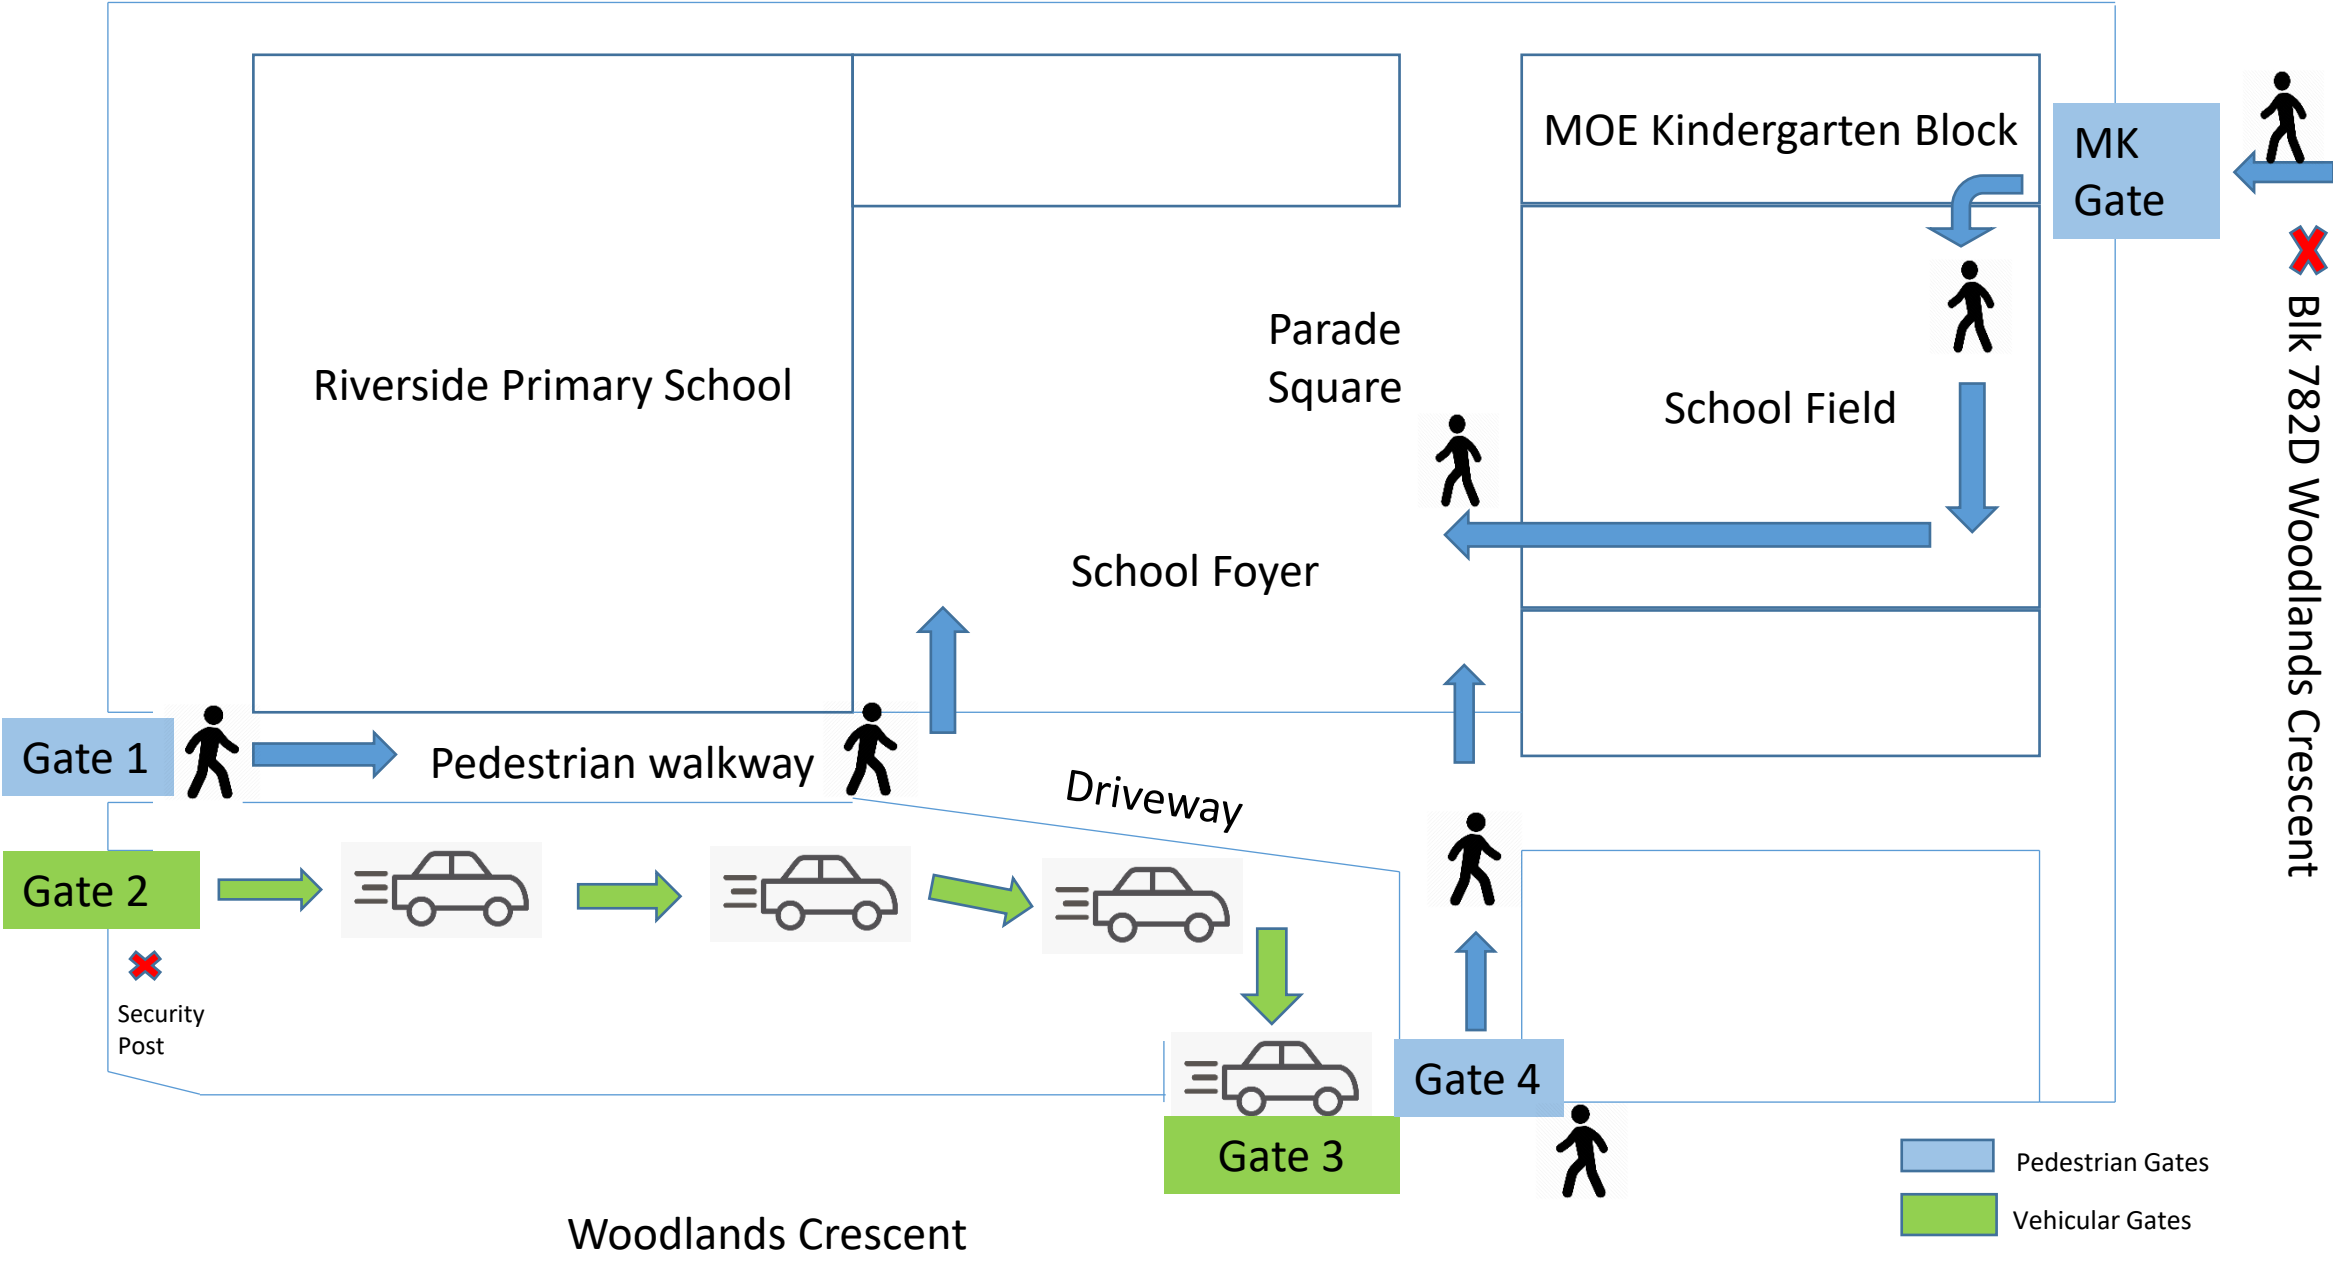 MOE Kindergarten Block
MK
Gate
Parade
Square
Riverside Primary School
School Field
Blk 782D Woodlands Crescent
School Foyer
Gate 1
Pedestrian walkway
Driveway
Gate 2
Security
Post
Gate 4
Gate 3
Pedestrian Gates
Vehicular Gates
Woodlands Crescent